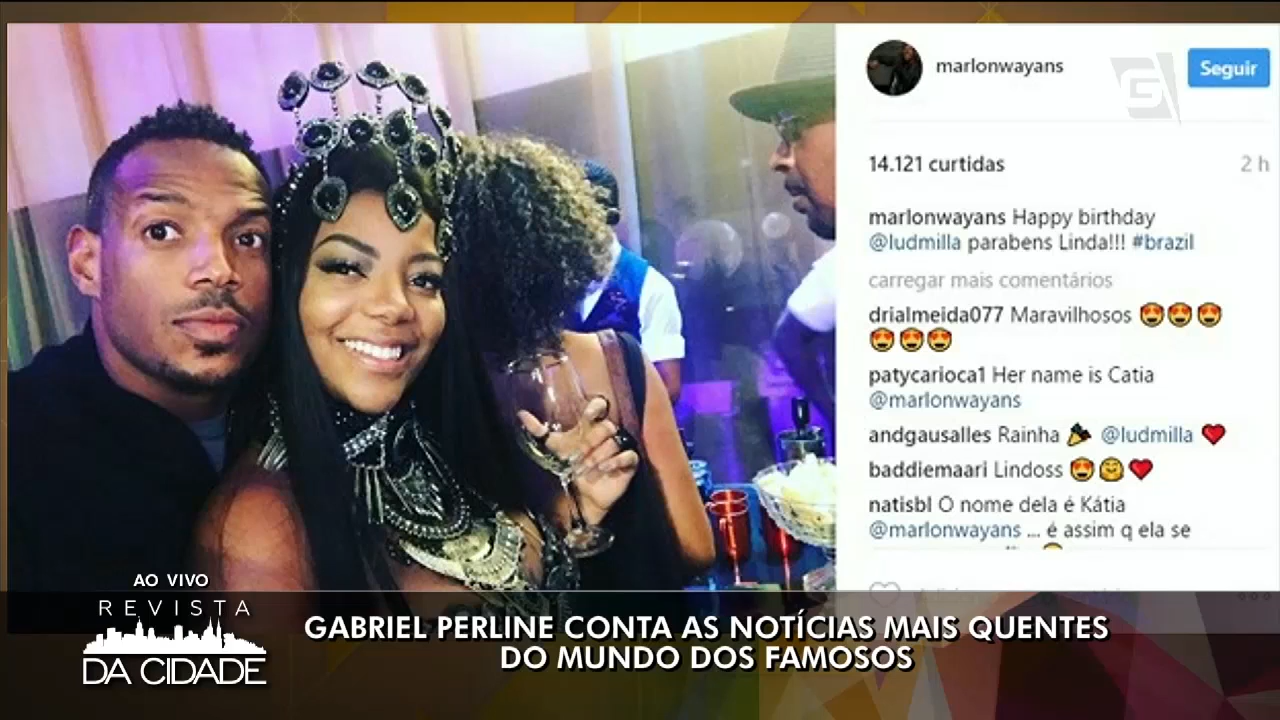 marlonwayans
Seguir
G
14.121 curtidas
2 h
marlonwayans Happy birthday
@ludmilla parabens Linda!!! #brazil
carregar mais comentários
drialmeida077 Maravilhosos 😍😍😍
😍😍😍
patycarioca1 Her name is Catia
@marlonwayans
andgausalles Rainha 🎉 @ludmilla ❤️
baddiemaari Lindoss 😍🤗❤️
natisbl O nome dela é Kátia
@marlonwayans ... é assim q ela se
AO VIVO
REVISTA
DA CIDADE
GABRIEL PERLINE CONTA AS NOTÍCIAS MAIS QUENTES
DO MUNDO DOS FAMOSOS